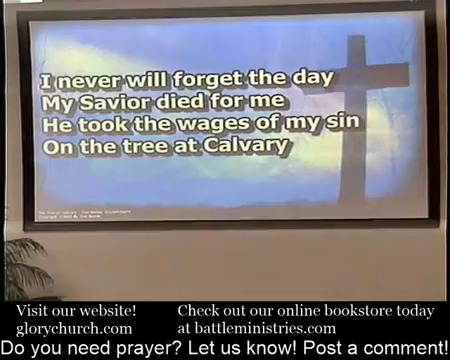 I never will forget the day
My Savior died for me
He took the wages of my sin
On the tree at Calvary
Visit our website!
glorychurch.com
Check out our online bookstore today
at battleministries.com
Do you need prayer? Let us know! Post a comment!